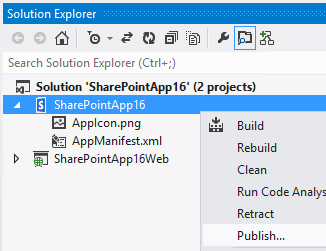 Solution Explorer
Search Solution Explorer (Ctrl+;)
Solution 'SharePointApp16' (2 projects)
SharePointApp16
AppIcon.png
AppManifest.xml
SharePointApp16Web
Build
Rebuild
Clean
Run Code Analys
Retract
Publish...